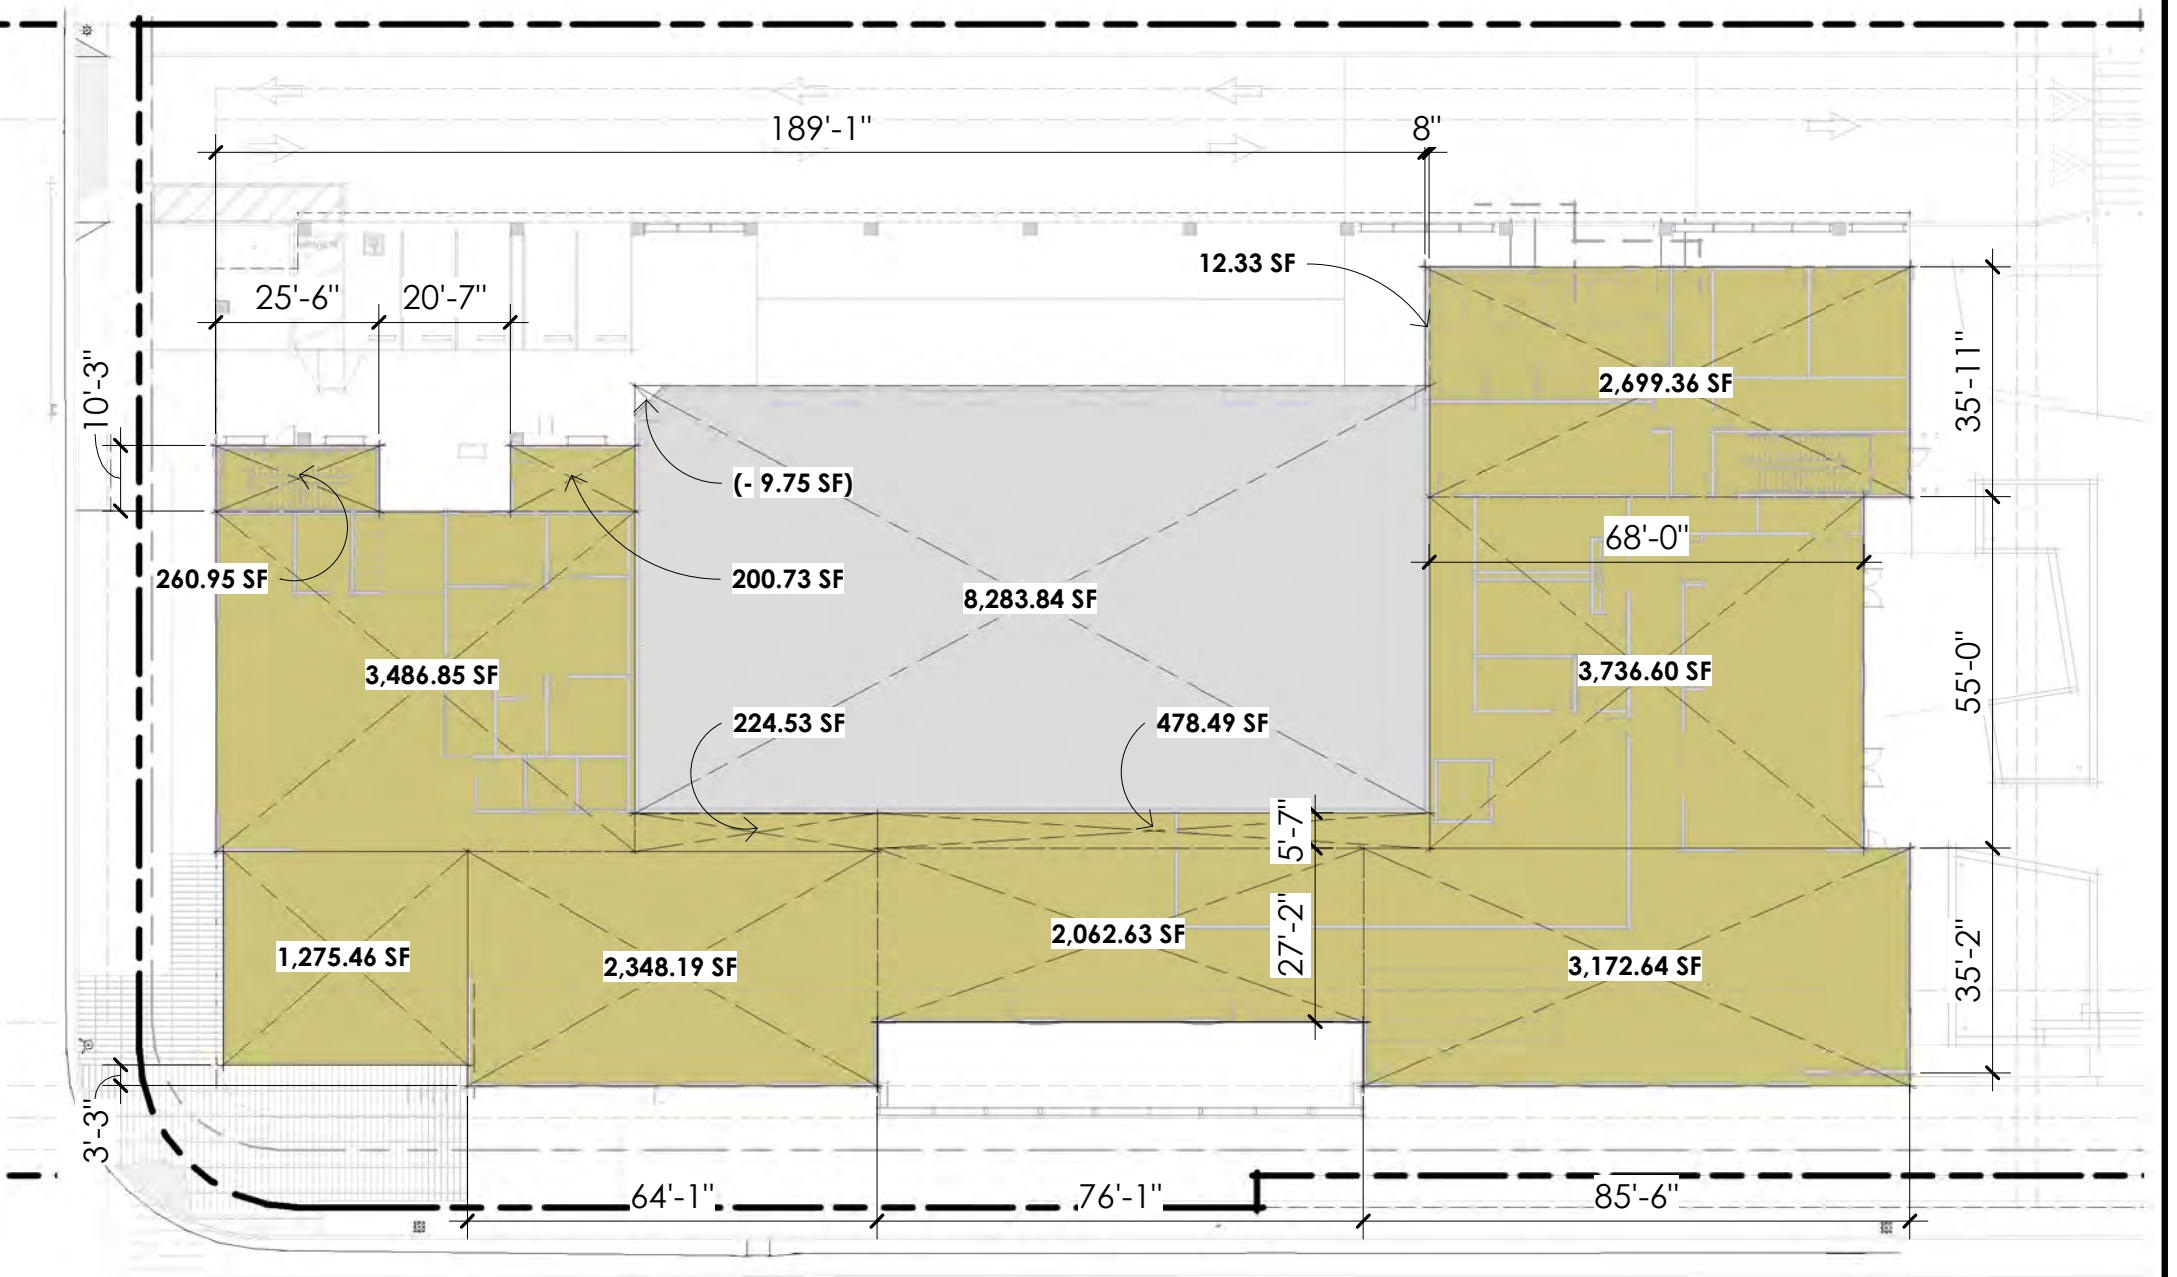 189'-1"
8"
12.33 SF
25'-6"
20'-7"
10'-3"
2,699.36 SF
35'-11"
(- 9.75 SF)
68'-0"
260.95 SF
200.73 SF
8,283.84 SF
3,486.85 SF
3,736.60 SF
55'-0"
224.53 SF
478.49 SF
5'-7"
1,275.46 SF
2,348.19 SF
2,062.63 SF
27'-2"
3,172.64 SF
35'-2"
3'-3"
64'-1"
76'-1"
85'-6"